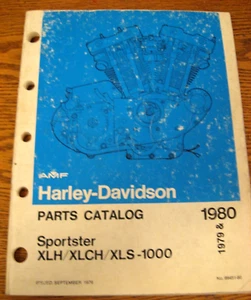 AMF
Harley-Davidson
PARTS CATALOG
1980
1979 &
Sportster
XLH/XLCH/XLS-1000